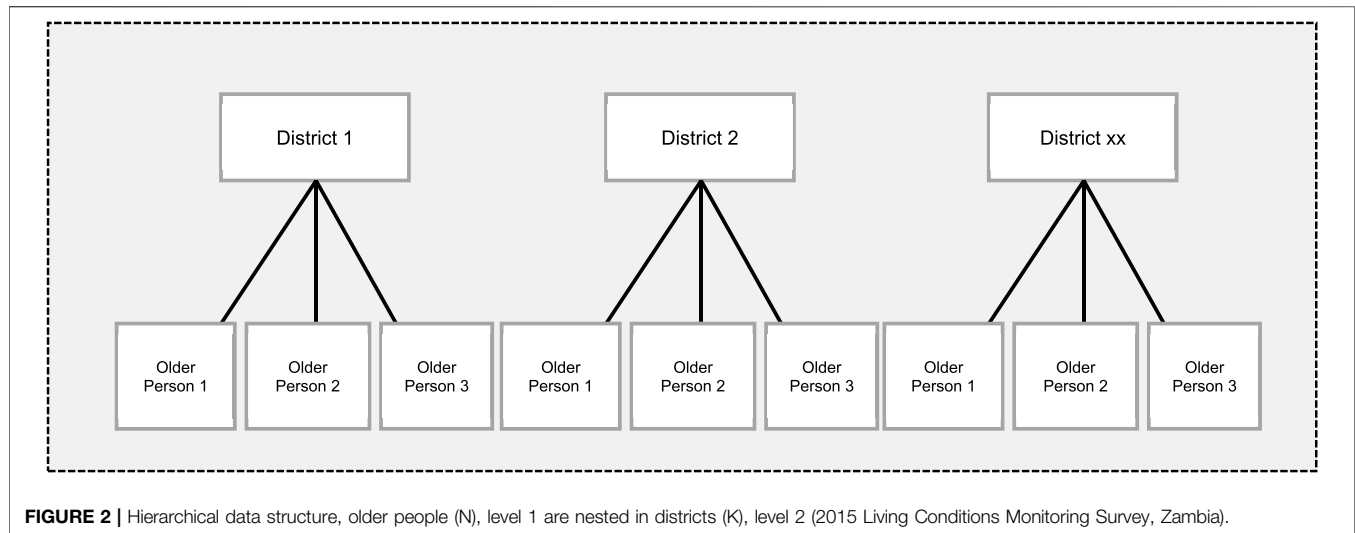 District 1
District 2
District xx
Older
Person 1
Older
Person 2
Older
Person 3
Older
Person 1
Older
Person 2
Older
Person 3
Older
Person 1
Older
Person 2
Older
Person 3
FIGURE 2 | Hierarchical data structure, older people (N), level 1 are nested in districts (K), level 2 (2015 Living Conditions Monitoring Survey, Zambia).